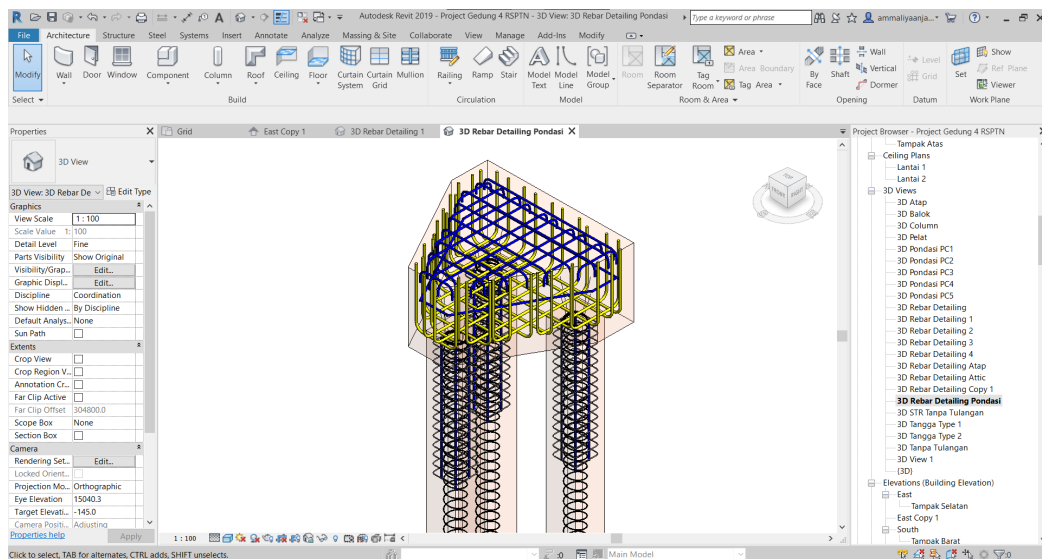 Autodesk Revit 2019 - Project Gedung 4 RSPTN - 3D View: 3D Rebar Detailing Pondasi
Type a keyword or phrase
ammaliyaanja...
File Architecture Structure Steel Systems Insert Annotate Analyze Massing & Site Collaborate View Manage Add-Ins Modify
Modify Wall Door Window Component Column Roof Ceiling Floor Curtain System Curtain Grid Mullion Railing Ramp Stair Model Text Model Line Model Group Room Room Separator Tag Room Area Area Boundary Tag Area By Face Shaft Wall Vertical Dormer Level Grid Set Show Ref Plane Viewer
Select Build Circulation Model Room & Area Opening Datum Work Plane
Properties
Grid East Copy 1 3D Rebar Detailing 1 3D Rebar Detailing Pondasi
3D View
3D View: 3D Rebar De Edit Type
Graphics
View Scale 1 : 100
Scale Value 1: 100
Detail Level Fine
Parts Visibility Show Original
Visibility/Grap... Edit...
Graphic Displ... Edit...
Discipline Coordination
Show Hidden ... By Discipline
Default Analys... None
Sun Path
Extents
Crop View
Crop Region V...
Annotation Cr...
Far Clip Active
Far Clip Offset 304800.0
Scope Box None
Section Box
Camera
Rendering Set... Edit...
Locked Orient...
Projection Mo... Orthographic
Eye Elevation 15040.3
Target Elevati... -145.0
Camera Positi... Adjusting
Properties help Apply
TOP
FRONT RIGHT
1 : 100
Project Browser - Project Gedung 4 RSPTN
Tampak Atas
Ceiling Plans
Lantai 1
Lantai 2
3D Views
3D Atap
3D Balok
3D Column
3D Pelat
3D Pondasi PC1
3D Pondasi PC2
3D Pondasi PC3
3D Pondasi PC4
3D Pondasi PC5
3D Rebar Detailing
3D Rebar Detailing 1
3D Rebar Detailing 2
3D Rebar Detailing 3
3D Rebar Detailing 4
3D Rebar Detailing Atap
3D Rebar Detailing Attic
3D Rebar Detailing Copy 1
3D Rebar Detailing Pondasi
3D STR Tanpa Tulangan
3D Tangga Type 1
3D Tangga Type 2
3D Tanpa Tulangan
3D View 1
{3D}
Elevations (Building Elevation)
East
Tampak Selatan
East Copy 1
South
Tampak Barat
Click to select, TAB for alternates, CTRL adds, SHIFT unselects.
:0 Main Model
:0